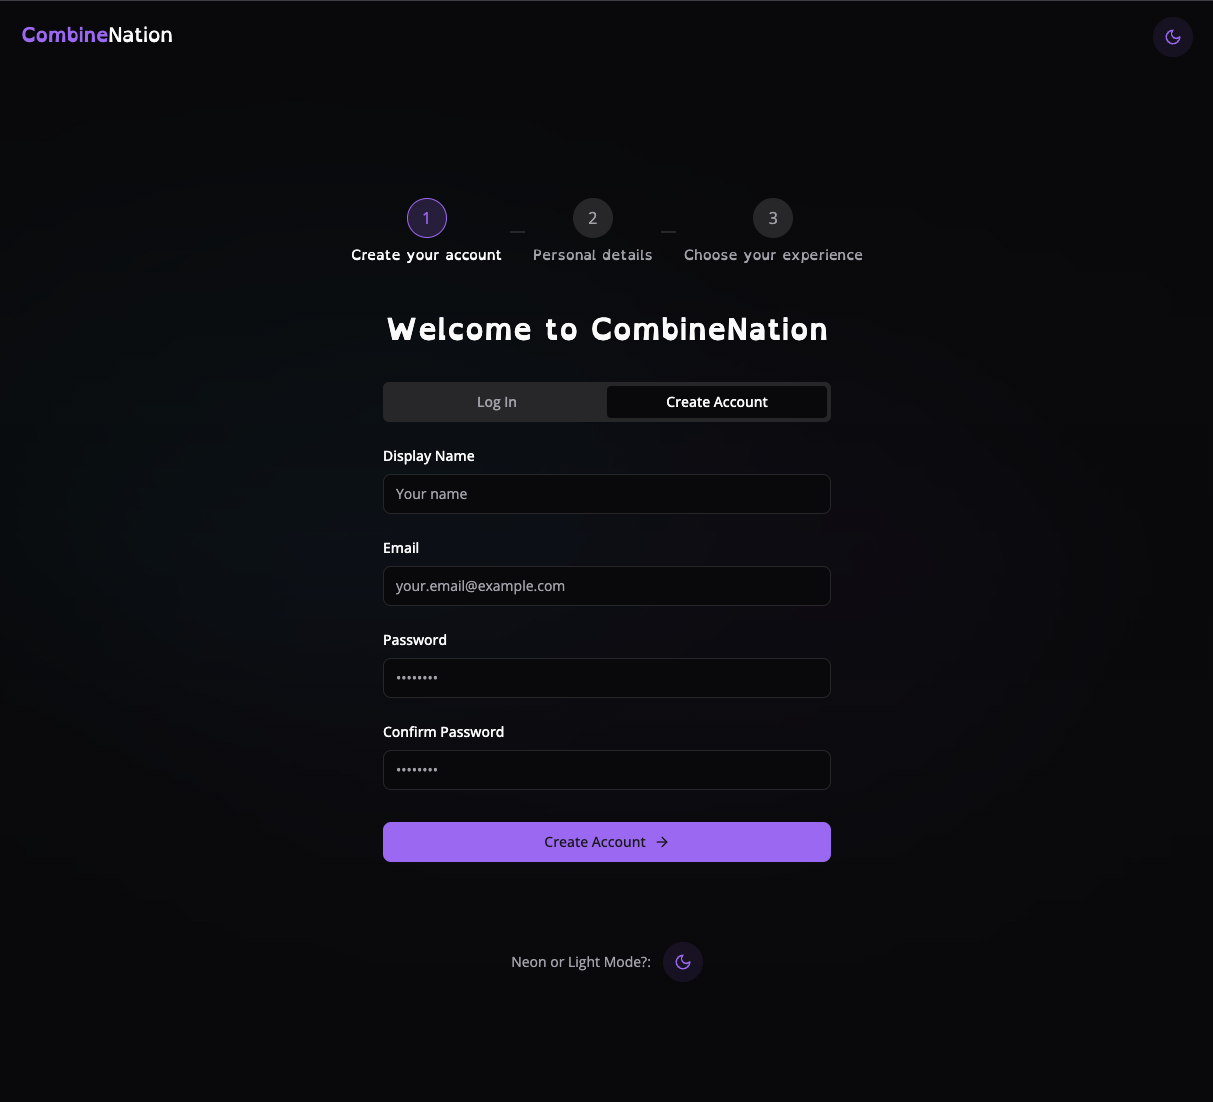 CombineNation
1 2 3
Create your account Personal details Choose your experience
Welcome to CombineNation
Log In Create Account
Display Name
Your name
Email
your.email@example.com
Password
••••••••
Confirm Password
••••••••
Create Account →
Neon or Light Mode?: